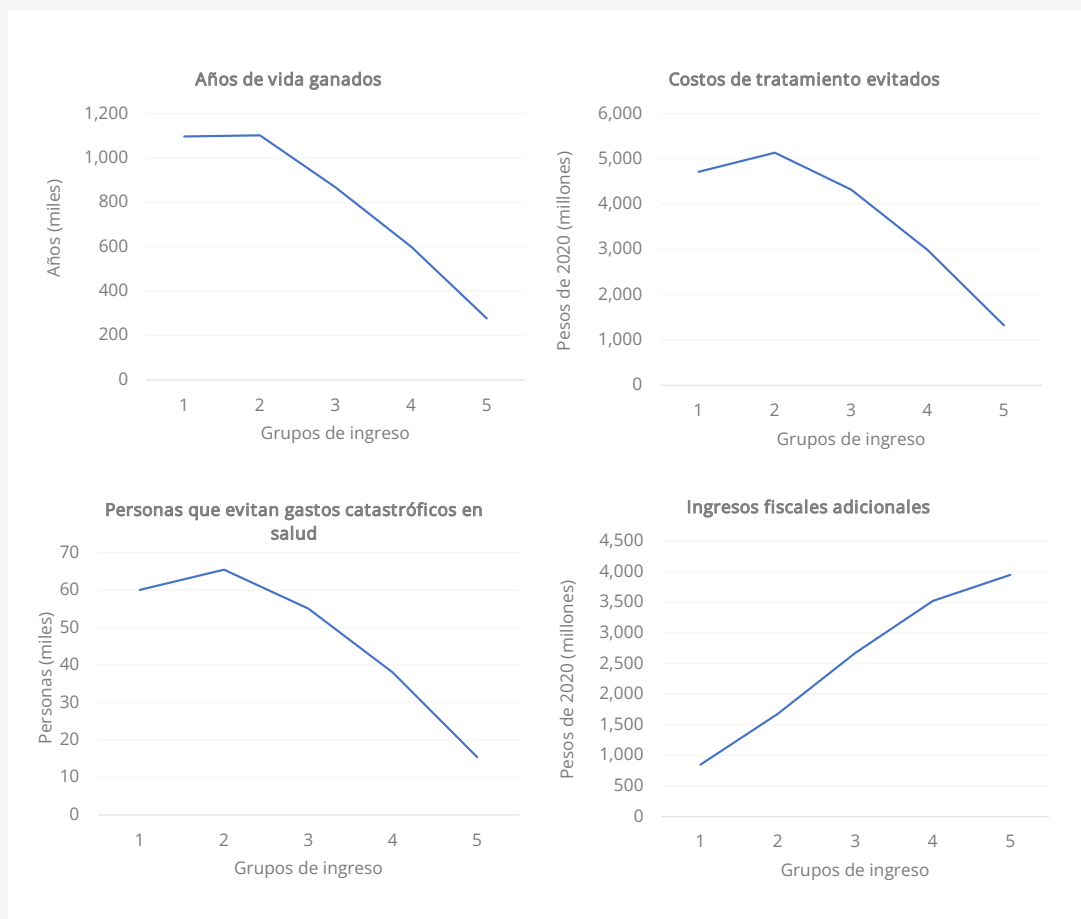 Años de vida ganados
1,200
1,000
800
600
400
200
0
Años (miles)
1 2 3 4 5
Grupos de ingreso
Costos de tratamiento evitados
6,000
5,000
4,000
3,000
2,000
1,000
0
Pesos de 2020 (millones)
1 2 3 4 5
Grupos de ingreso
Personas que evitan gastos catastróficos en
salud
70
60
50
40
30
20
10
0
Personas (miles)
1 2 3 4 5
Grupos de ingreso
Ingresos fiscales adicionales
4,500
4,000
3,500
3,000
2,500
2,000
1,500
1,000
500
0
Pesos de 2020 (millones)
1 2 3 4 5
Grupos de ingreso